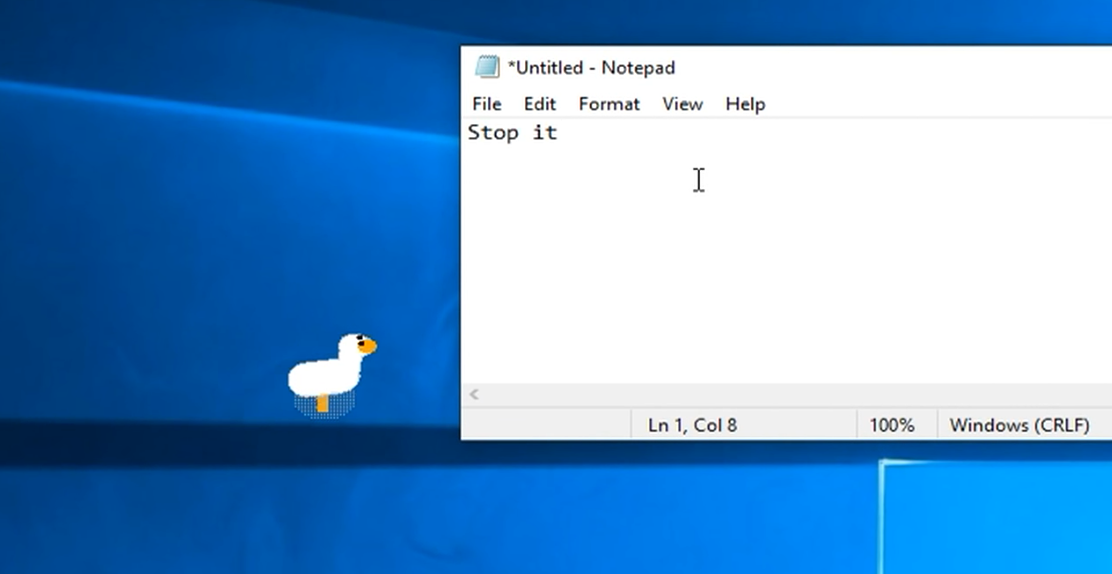 *Untitled - Notepad
File Edit Format View Help
Stop it
Ln 1, Col 8 100% Windows (CRLF)